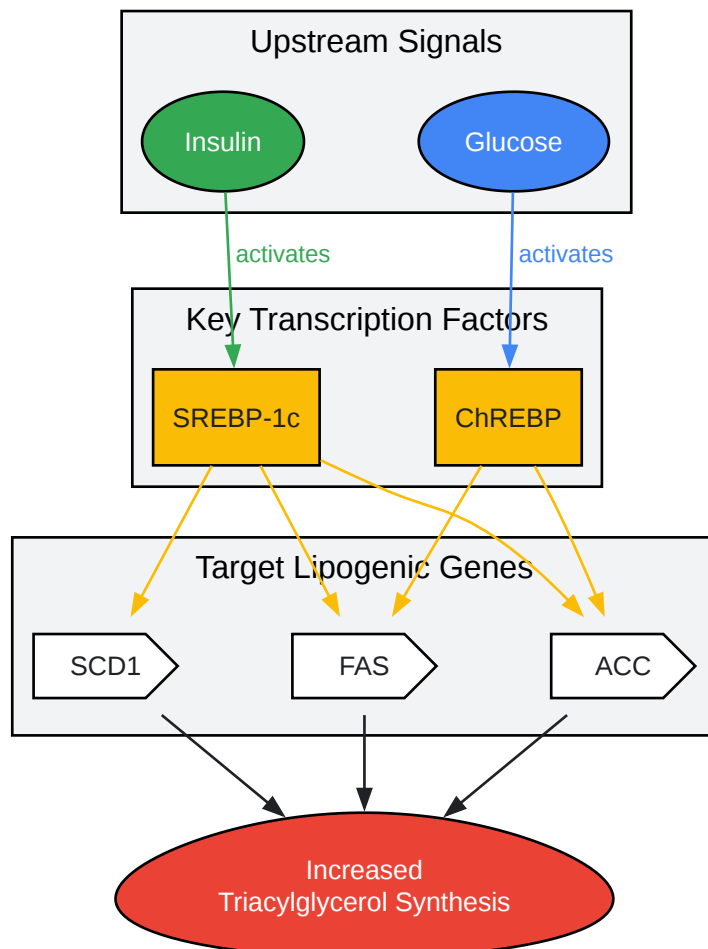 Upstream Signals
Insulin
Glucose
activates
activates
Key Transcription Factors
SREBP-1c
ChREBP
Target Lipogenic Genes
SCD1
FAS
ACC
Increased
Triacylglycerol Synthesis